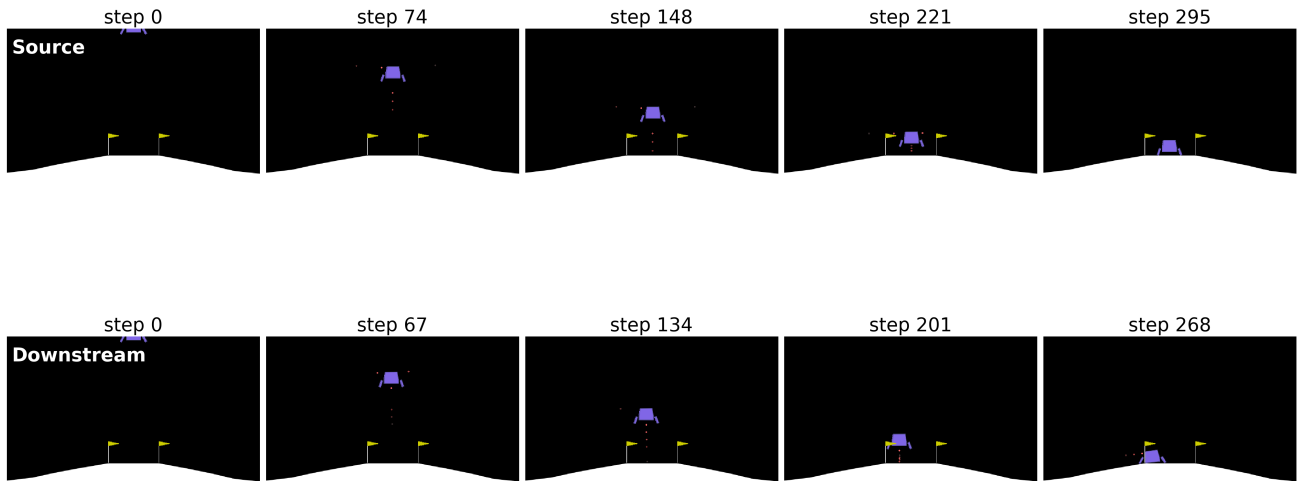 step 0
step 74
step 148
step 221
step 295
Source
step 0
step 67
step 134
step 201
step 268
Downstream